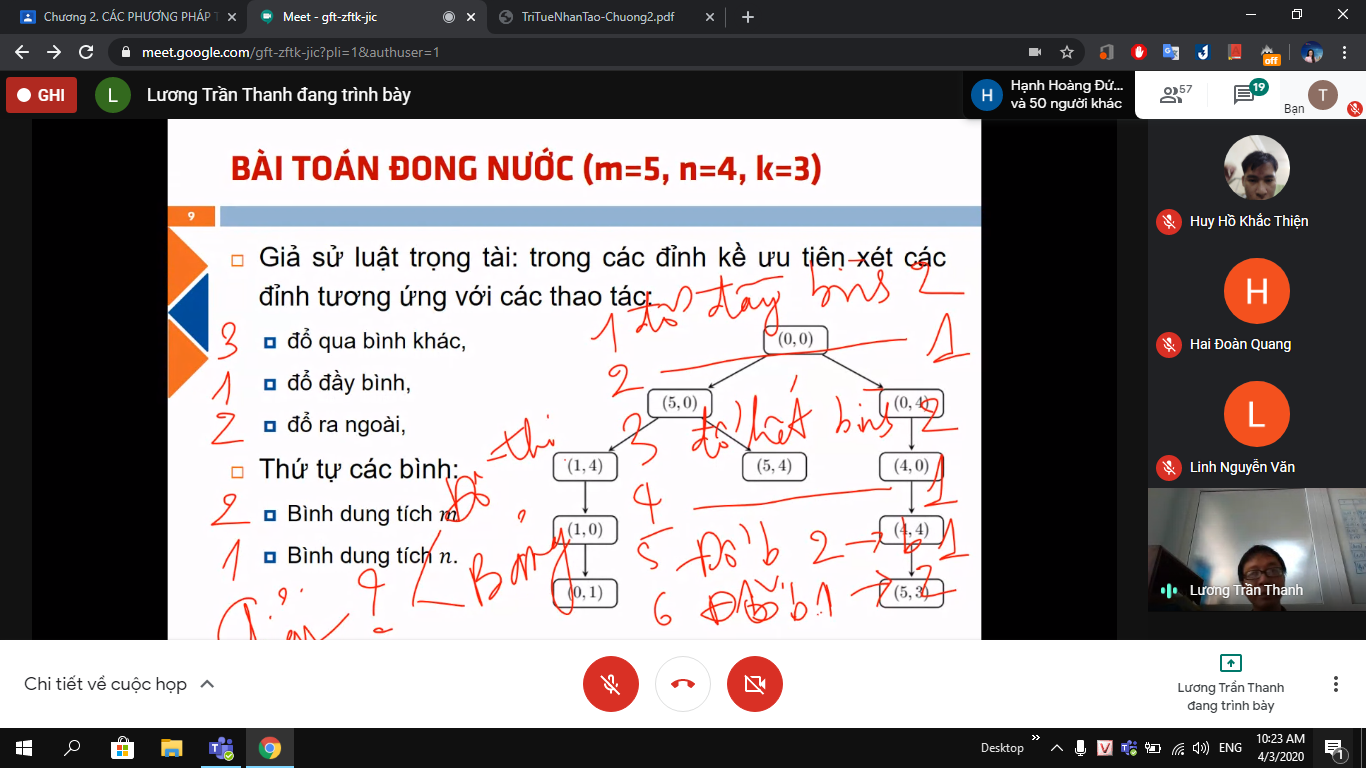 Chương 2. CÁC PHƯƠNG PHÁP T
Meet - gft-zftk-jic
TriTueNhanTao-Chuong2.pdf
meet.google.com/gft-zftk-jic?pli=1&authuser=1
off
GHI
L
Lương Trần Thanh đang trình bày
H
Hạnh Hoàng Đứ...
và 50 người khác
57
19
Bạn
T
BÀI TOÁN ĐONG NƯỚC (m=5, n=4, k=3)
9
Giả sử luật trọng tài: trong các đỉnh kề ưu tiên xét các
đỉnh tương ứng với các thao tác:
1 đổ đầy bình 2
3 đổ qua bình khác,
(0, 0)
1
1 đổ đầy bình,
2
(5, 0)
(0, 4)
2 đổ ra ngoài,
3 đổ hết bình 2
Thứ tự các bình:
Đồ thị
(1, 4)
(5, 4)
(4, 0)
4
1
2 Bình dung tích m
(1, 0)
(4, 4)
5 Đổ b 2 → b 1
1 Bình dung tích n.
Bảng
(0, 1)
(5, 3)
6 Đổ b1 → 2
?
Huy Hồ Khắc Thiện
H
Hai Đoàn Quang
L
Linh Nguyễn Văn
Lương Trần Thanh
Chi tiết về cuộc họp
Lương Trần Thanh
đang trình bày
Desktop
ENG
10:23 AM
4/3/2020
1